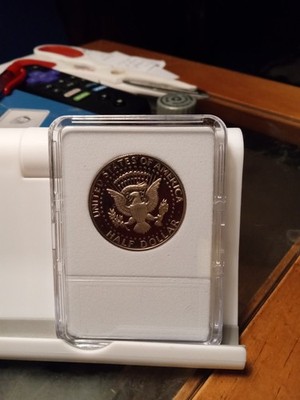 UNITED STATES OF AMERICA
HALF DOLLAR